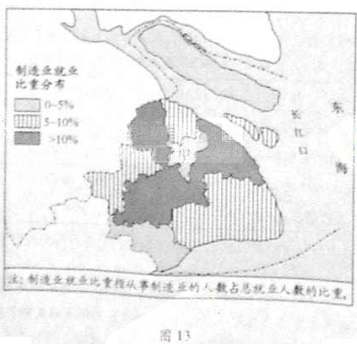 制造业就业
比重分布
0~5%
5~10%
>10%
长江口
东海
注：制造业就业比重指从事制造业的人数占总就业人数的比重。
图13